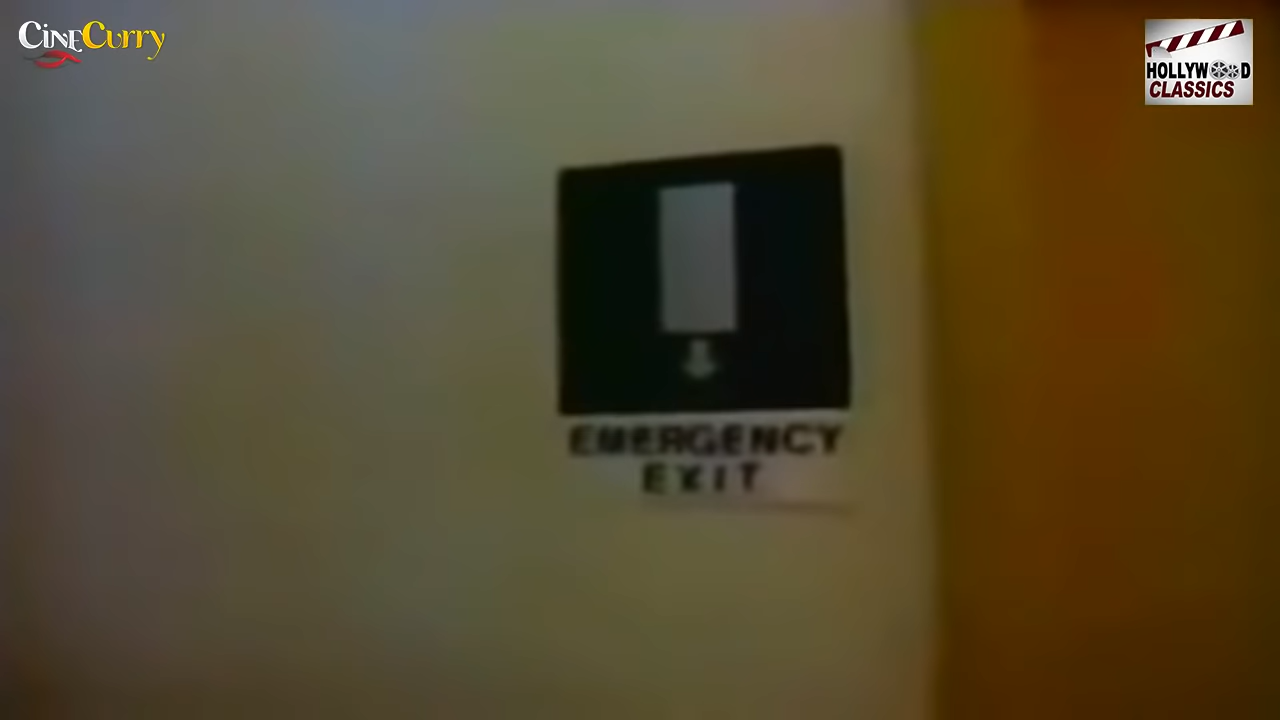 CINECURRY
HOLLYWOOD
CLASSICS
EMERGENCY
EXIT